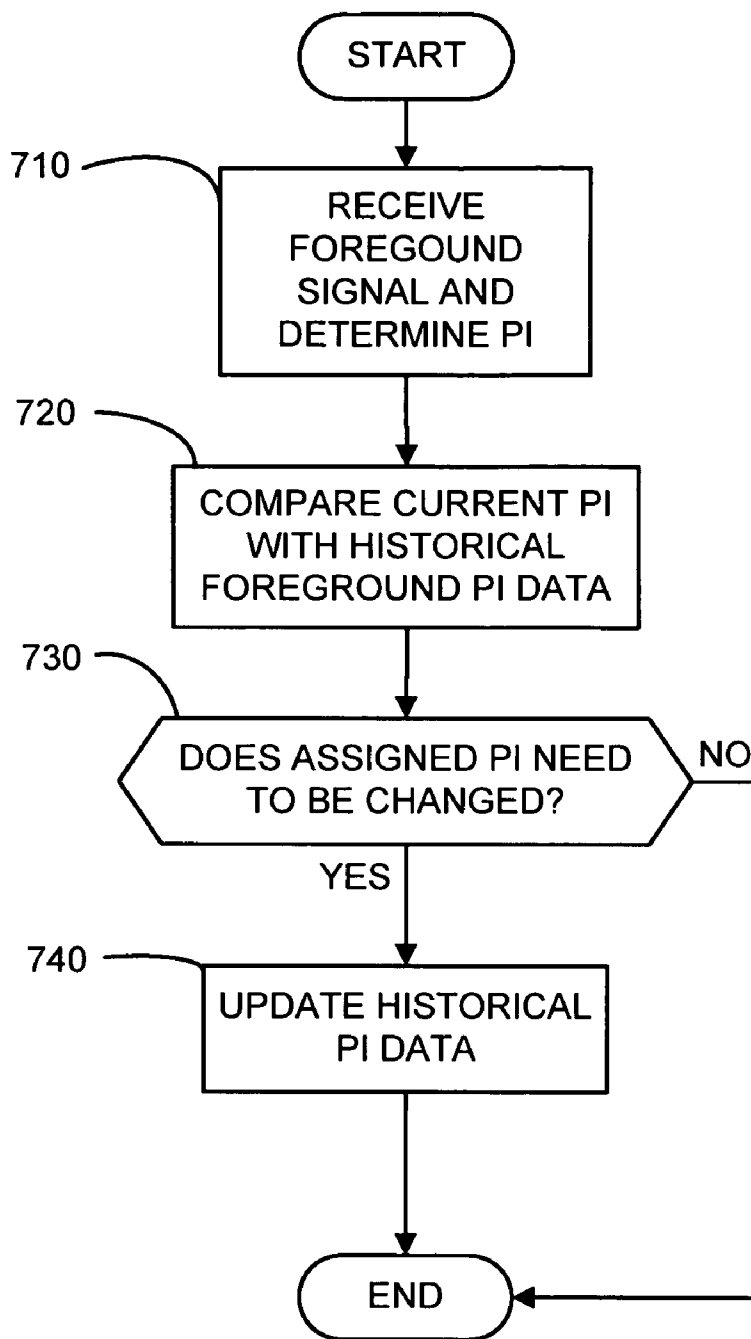 START
710
RECEIVE
FOREGOUND
SIGNAL AND
DETERMINE PI
720
COMPARE CURRENT PI
WITH HISTORICAL
FOREGROUND PI DATA
730
DOES ASSIGNED PI NEED
TO BE CHANGED?
NO
YES
740
UPDATE HISTORICAL
PI DATA
END